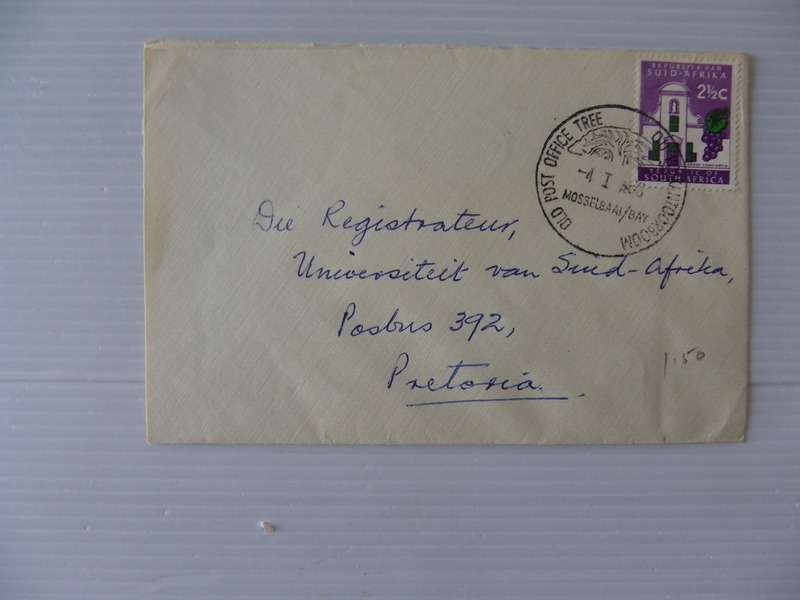 REPUBLIEK VAN
SUID-AFRIKA
2½C
REPUBLIC OF
SOUTH AFRICA
OLD POST OFFICE TREE
-4 I
MOSSELBAAI/BAY
Die Registrateur,
Universiteit van Suid-Afrika,
Posbus 392,
Pretoria.
1.50